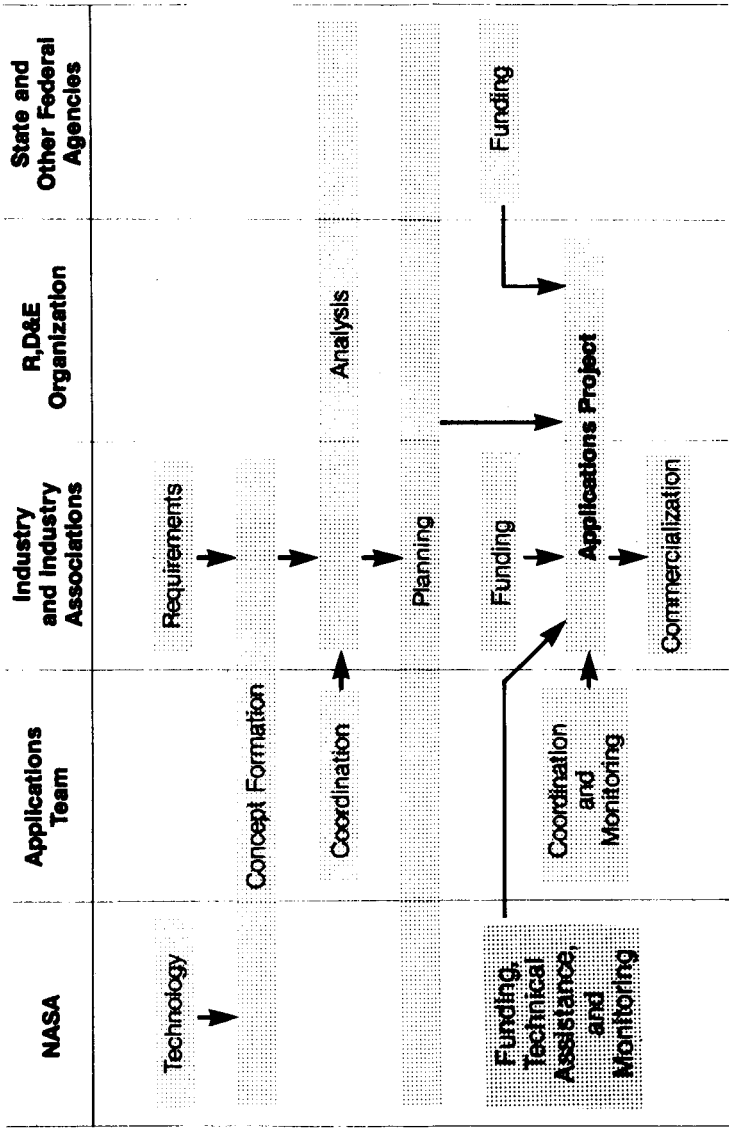 NASA
Applications
Team
Industry
and Industry
Associations
R,D&E
Organization
State and
Other Federal
Agencies
Technology
Requirements
Concept Formation
Coordination
Analysis
Planning
Funding,
Technical
Assistance,
and
Monitoring
Funding
Funding
Coordination
and
Monitoring
Applications Project
Commercialization